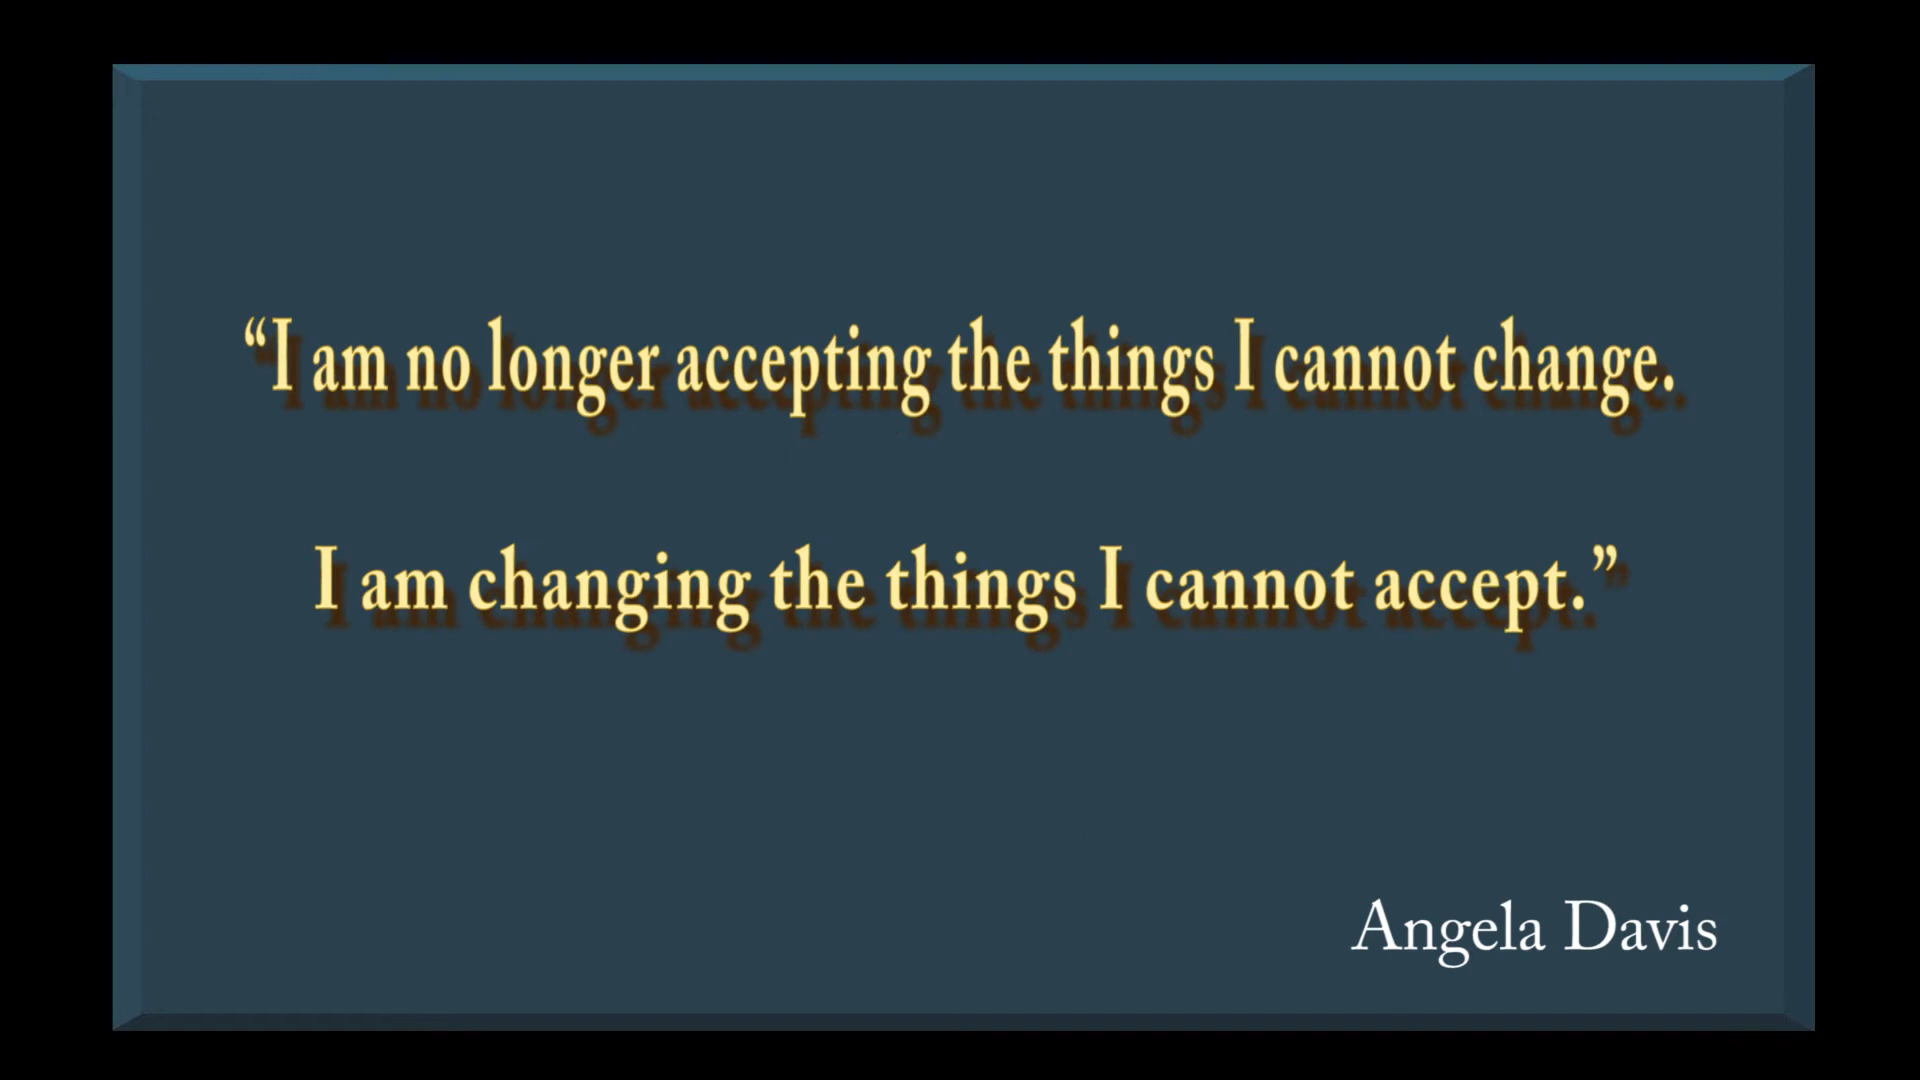 “I am no longer accepting the things I cannot change.
I am changing the things I cannot accept.”
Angela Davis